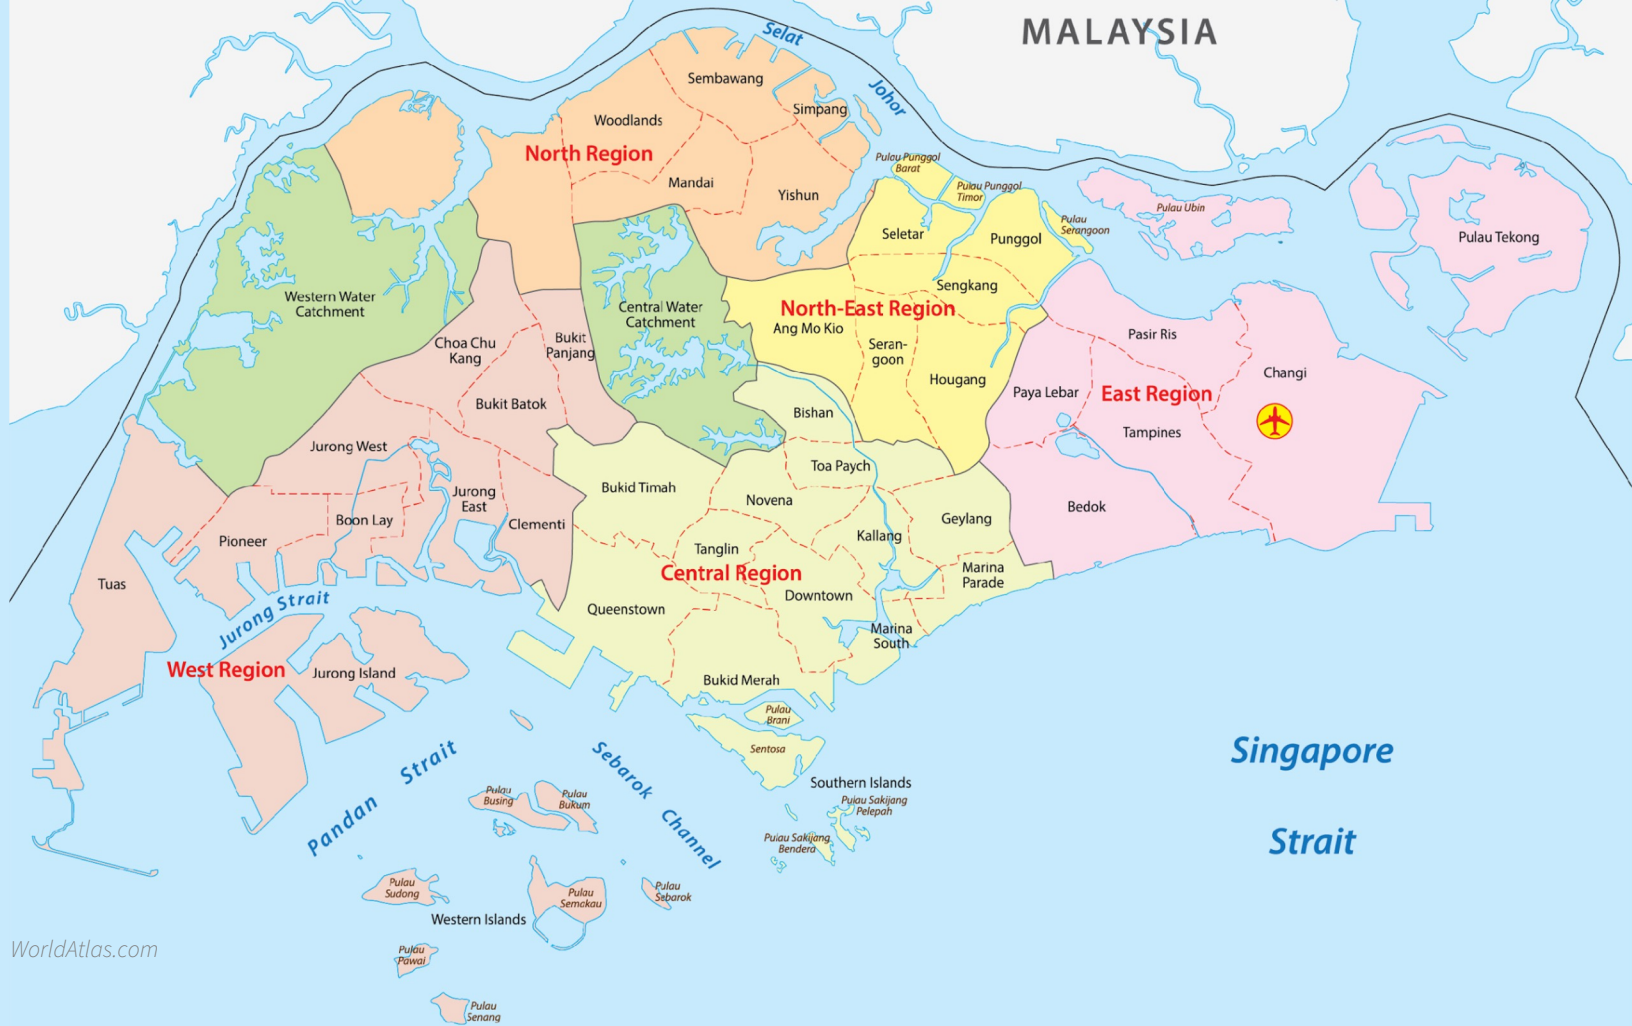 MALAYSIA
Selat
Johor
Sembawang
Simpang
Woodlands
North Region
Mandai
Yishun
Pulau Punggol
Barat
Pulau Punggol
Timor
Pulau
Serangoon
Pulau Ubin
Pulau Tekong
Seletar
Punggol
Sengkang
North-East Region
Ang Mo Kio
Seran-
goon
Hougang
Western Water
Catchment
Central Water
Catchment
Choa Chu
Kang
Bukit
Panjang
Bukit Batok
Pasir Ris
Changi
Paya Lebar
East Region
Tampines
Bedok
Bishan
Toa Paych
Jurong West
Jurong
East
Boon Lay
Clementi
Pioneer
Tuas
Bukid Timah
Novena
Tanglin
Kallang
Geylang
Marina
Parade
Central Region
Queenstown
Downtown
Marina
South
Bukid Merah
Jurong Strait
West Region
Jurong Island
Pulau
Brani
Sentosa
Southern Islands
Pulau Sakijang
Pelepah
Pulau Sakijang
Bendera
Pandan Strait
Sebarok Channel
Pulau
Busing
Pulau
Bukum
Pulau
Sudong
Pulau
Semakau
Pulau
Sebarok
Western Islands
Pulau
Pawai
Pulau
Senang
Singapore
Strait
WorldAtlas.com